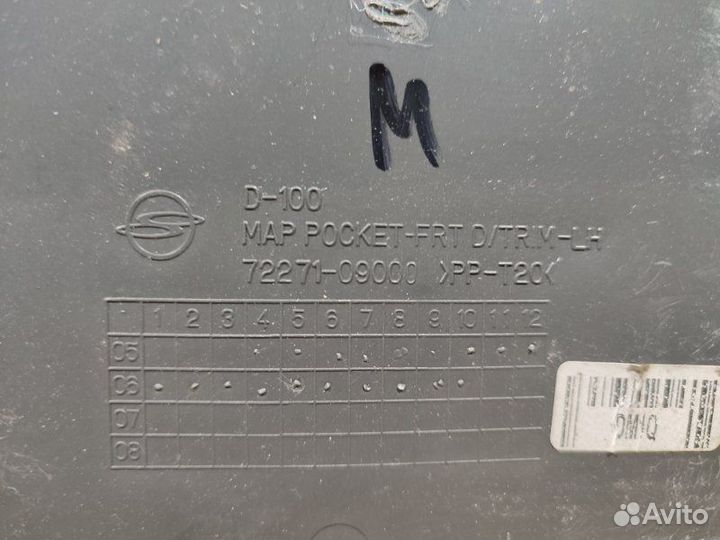 M
D-100
MAP POCKET-FRT D/TRIM-LH
72271-09000 >PP-T20<
1 2 3 4 5 6 7 8 9 10 11 12
05
06
07
08
Avito